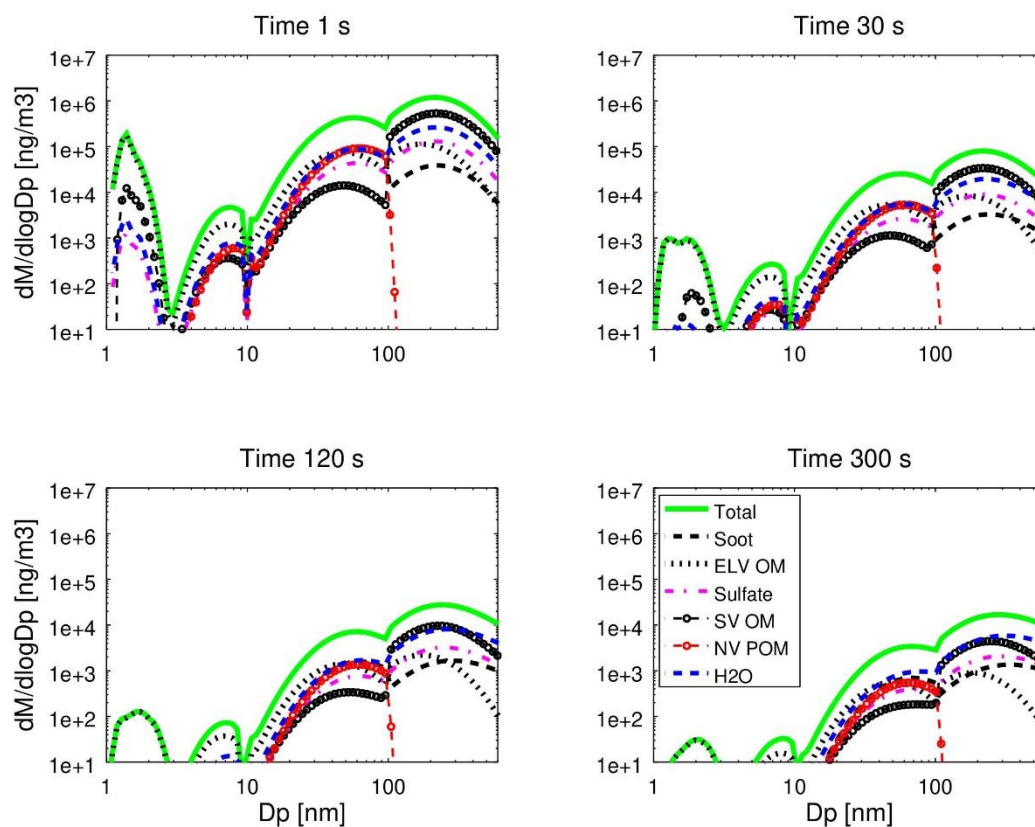 Time 1 s
Time 30 s
dM/dlogDp [ng/m3]
1e+7
1e+6
1e+5
1e+4
1e+3
1e+2
1e+1
1
10
100
1e+7
1e+6
1e+5
1e+4
1e+3
1e+2
1e+1
1
10
100
Time 120 s
Time 300 s
dM/dlogDp [ng/m3]
1e+7
1e+6
1e+5
1e+4
1e+3
1e+2
1e+1
1
10
100
Dp [nm]
1e+7
1e+6
1e+5
1e+4
1e+3
1e+2
1e+1
Total
Soot
ELV OM
Sulfate
SV OM
NV POM
H2O
1
10
100
Dp [nm]